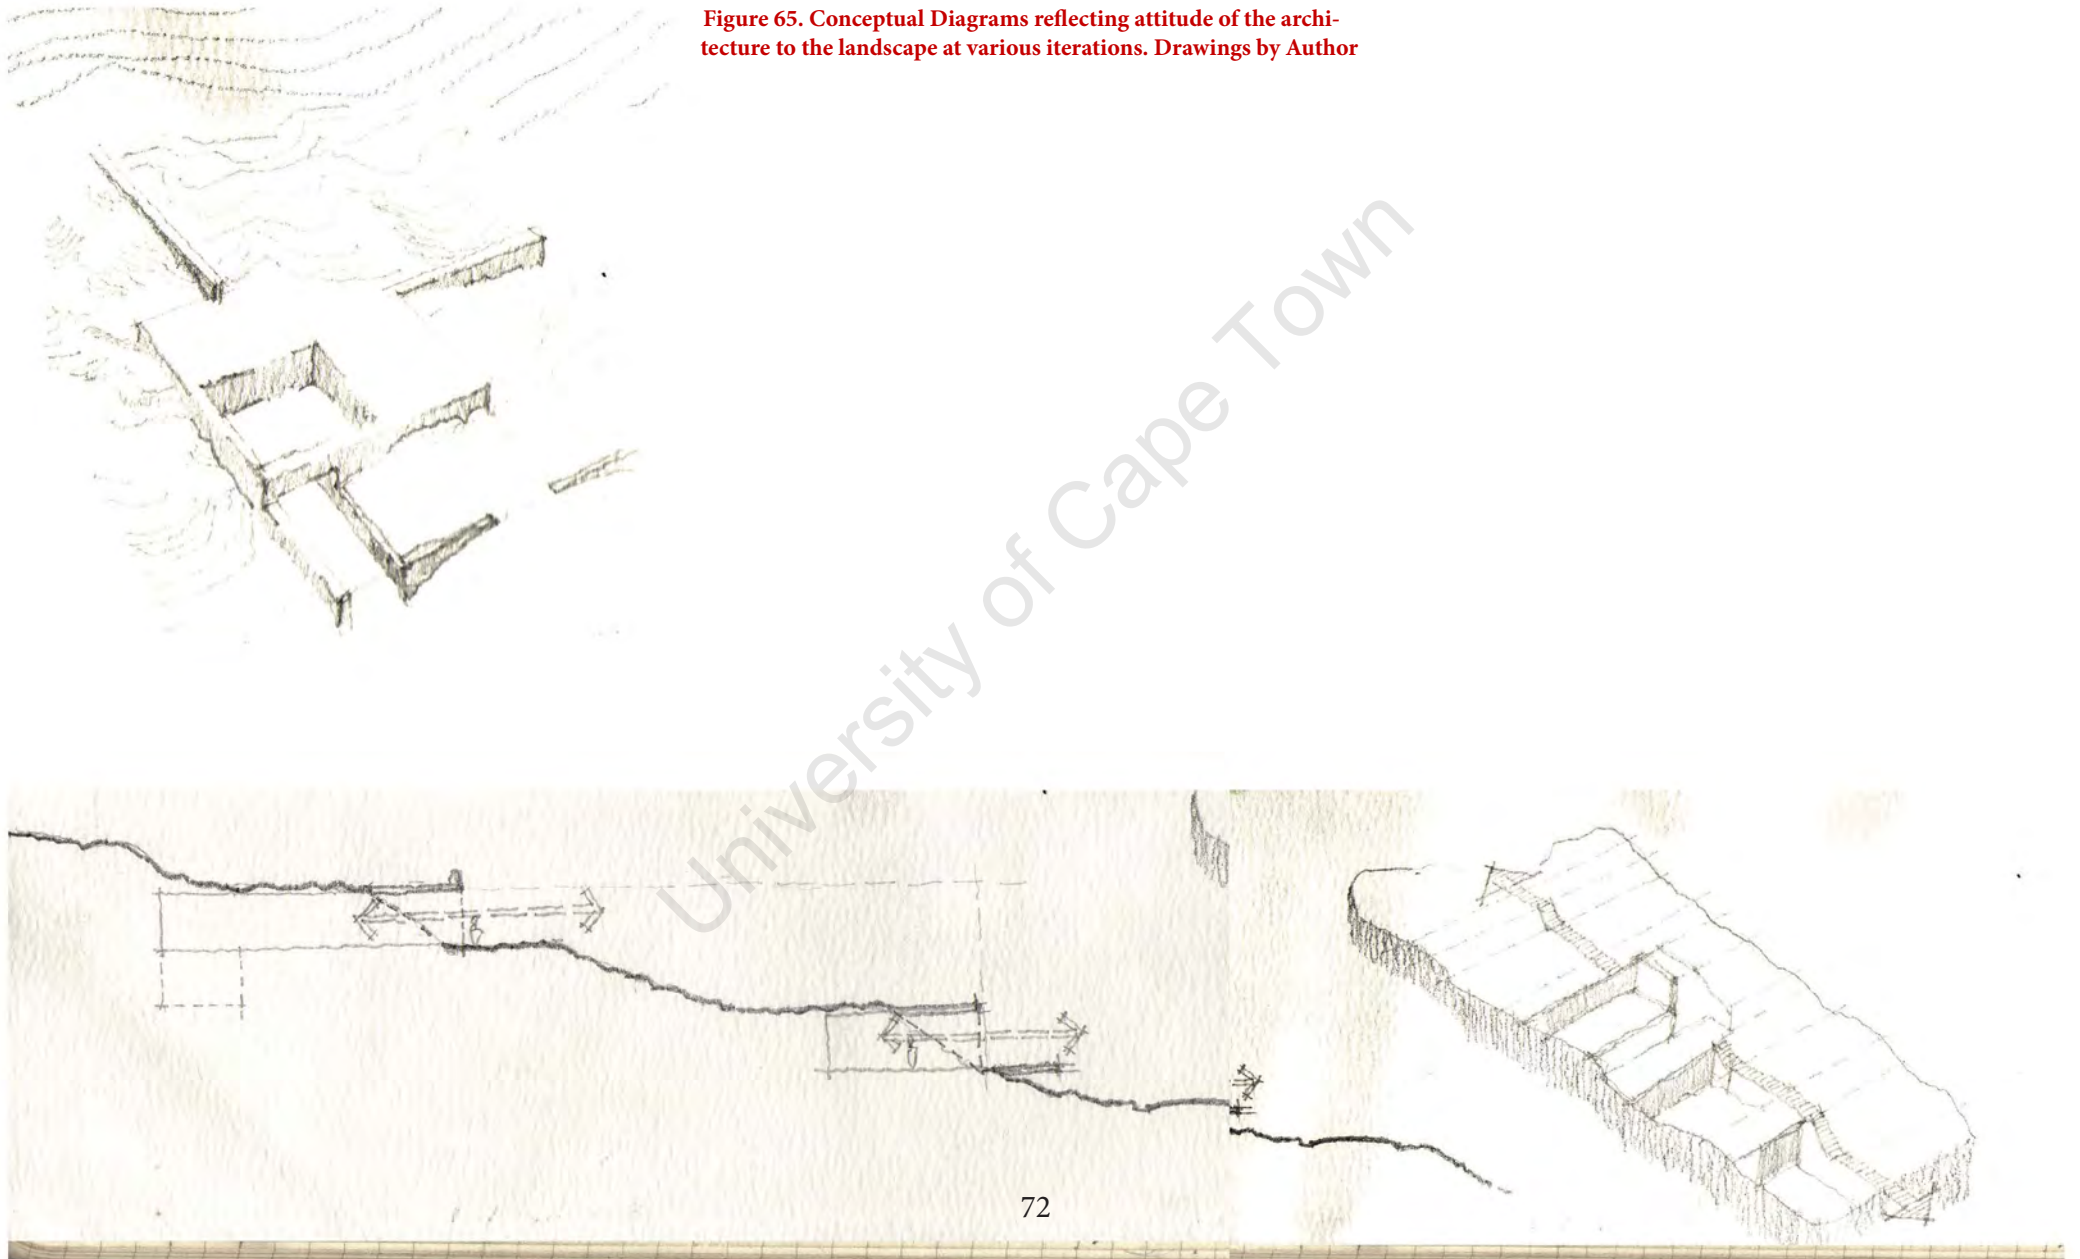 Figure 65. Conceptual Diagrams reflecting attitude of the archi-
tecture to the landscape at various iterations. Drawings by Author
University of Cape Town
72